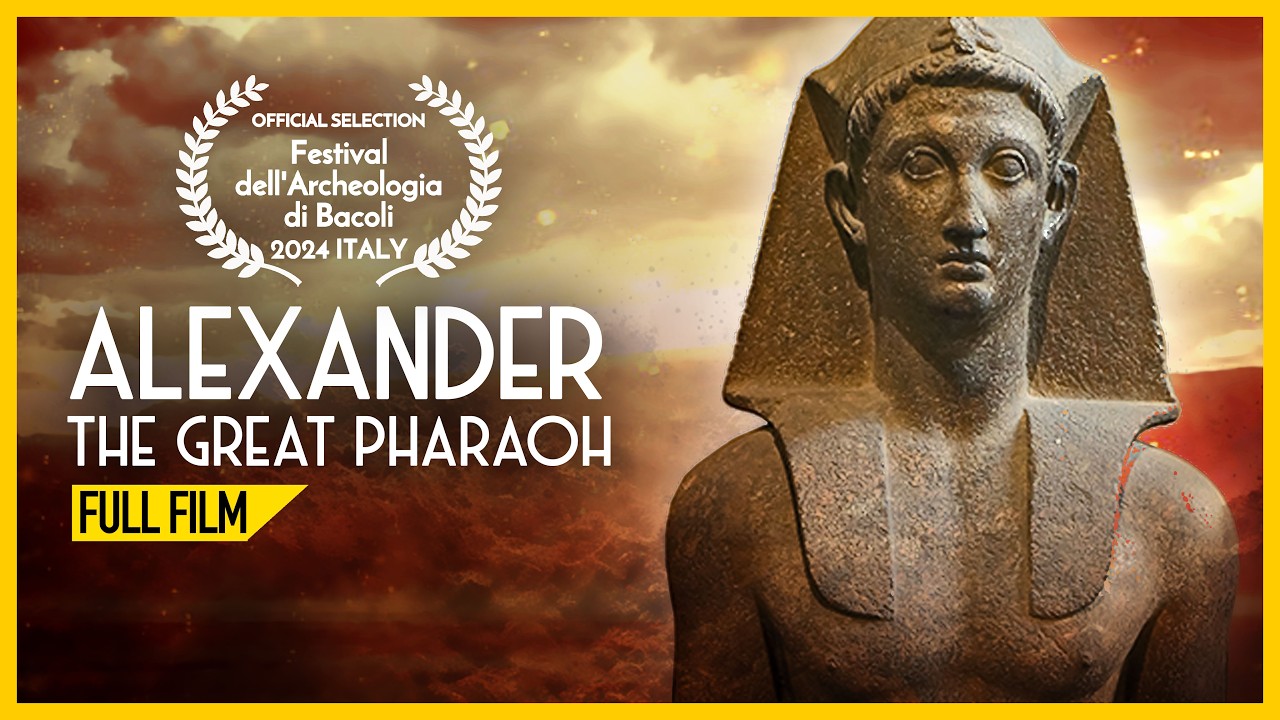 OFFICIAL SELECTION
Festival
dell'Archeologia
di Bacoli
2024 ITALY
ALEXANDER
THE GREAT PHARAOH
FULL FILM